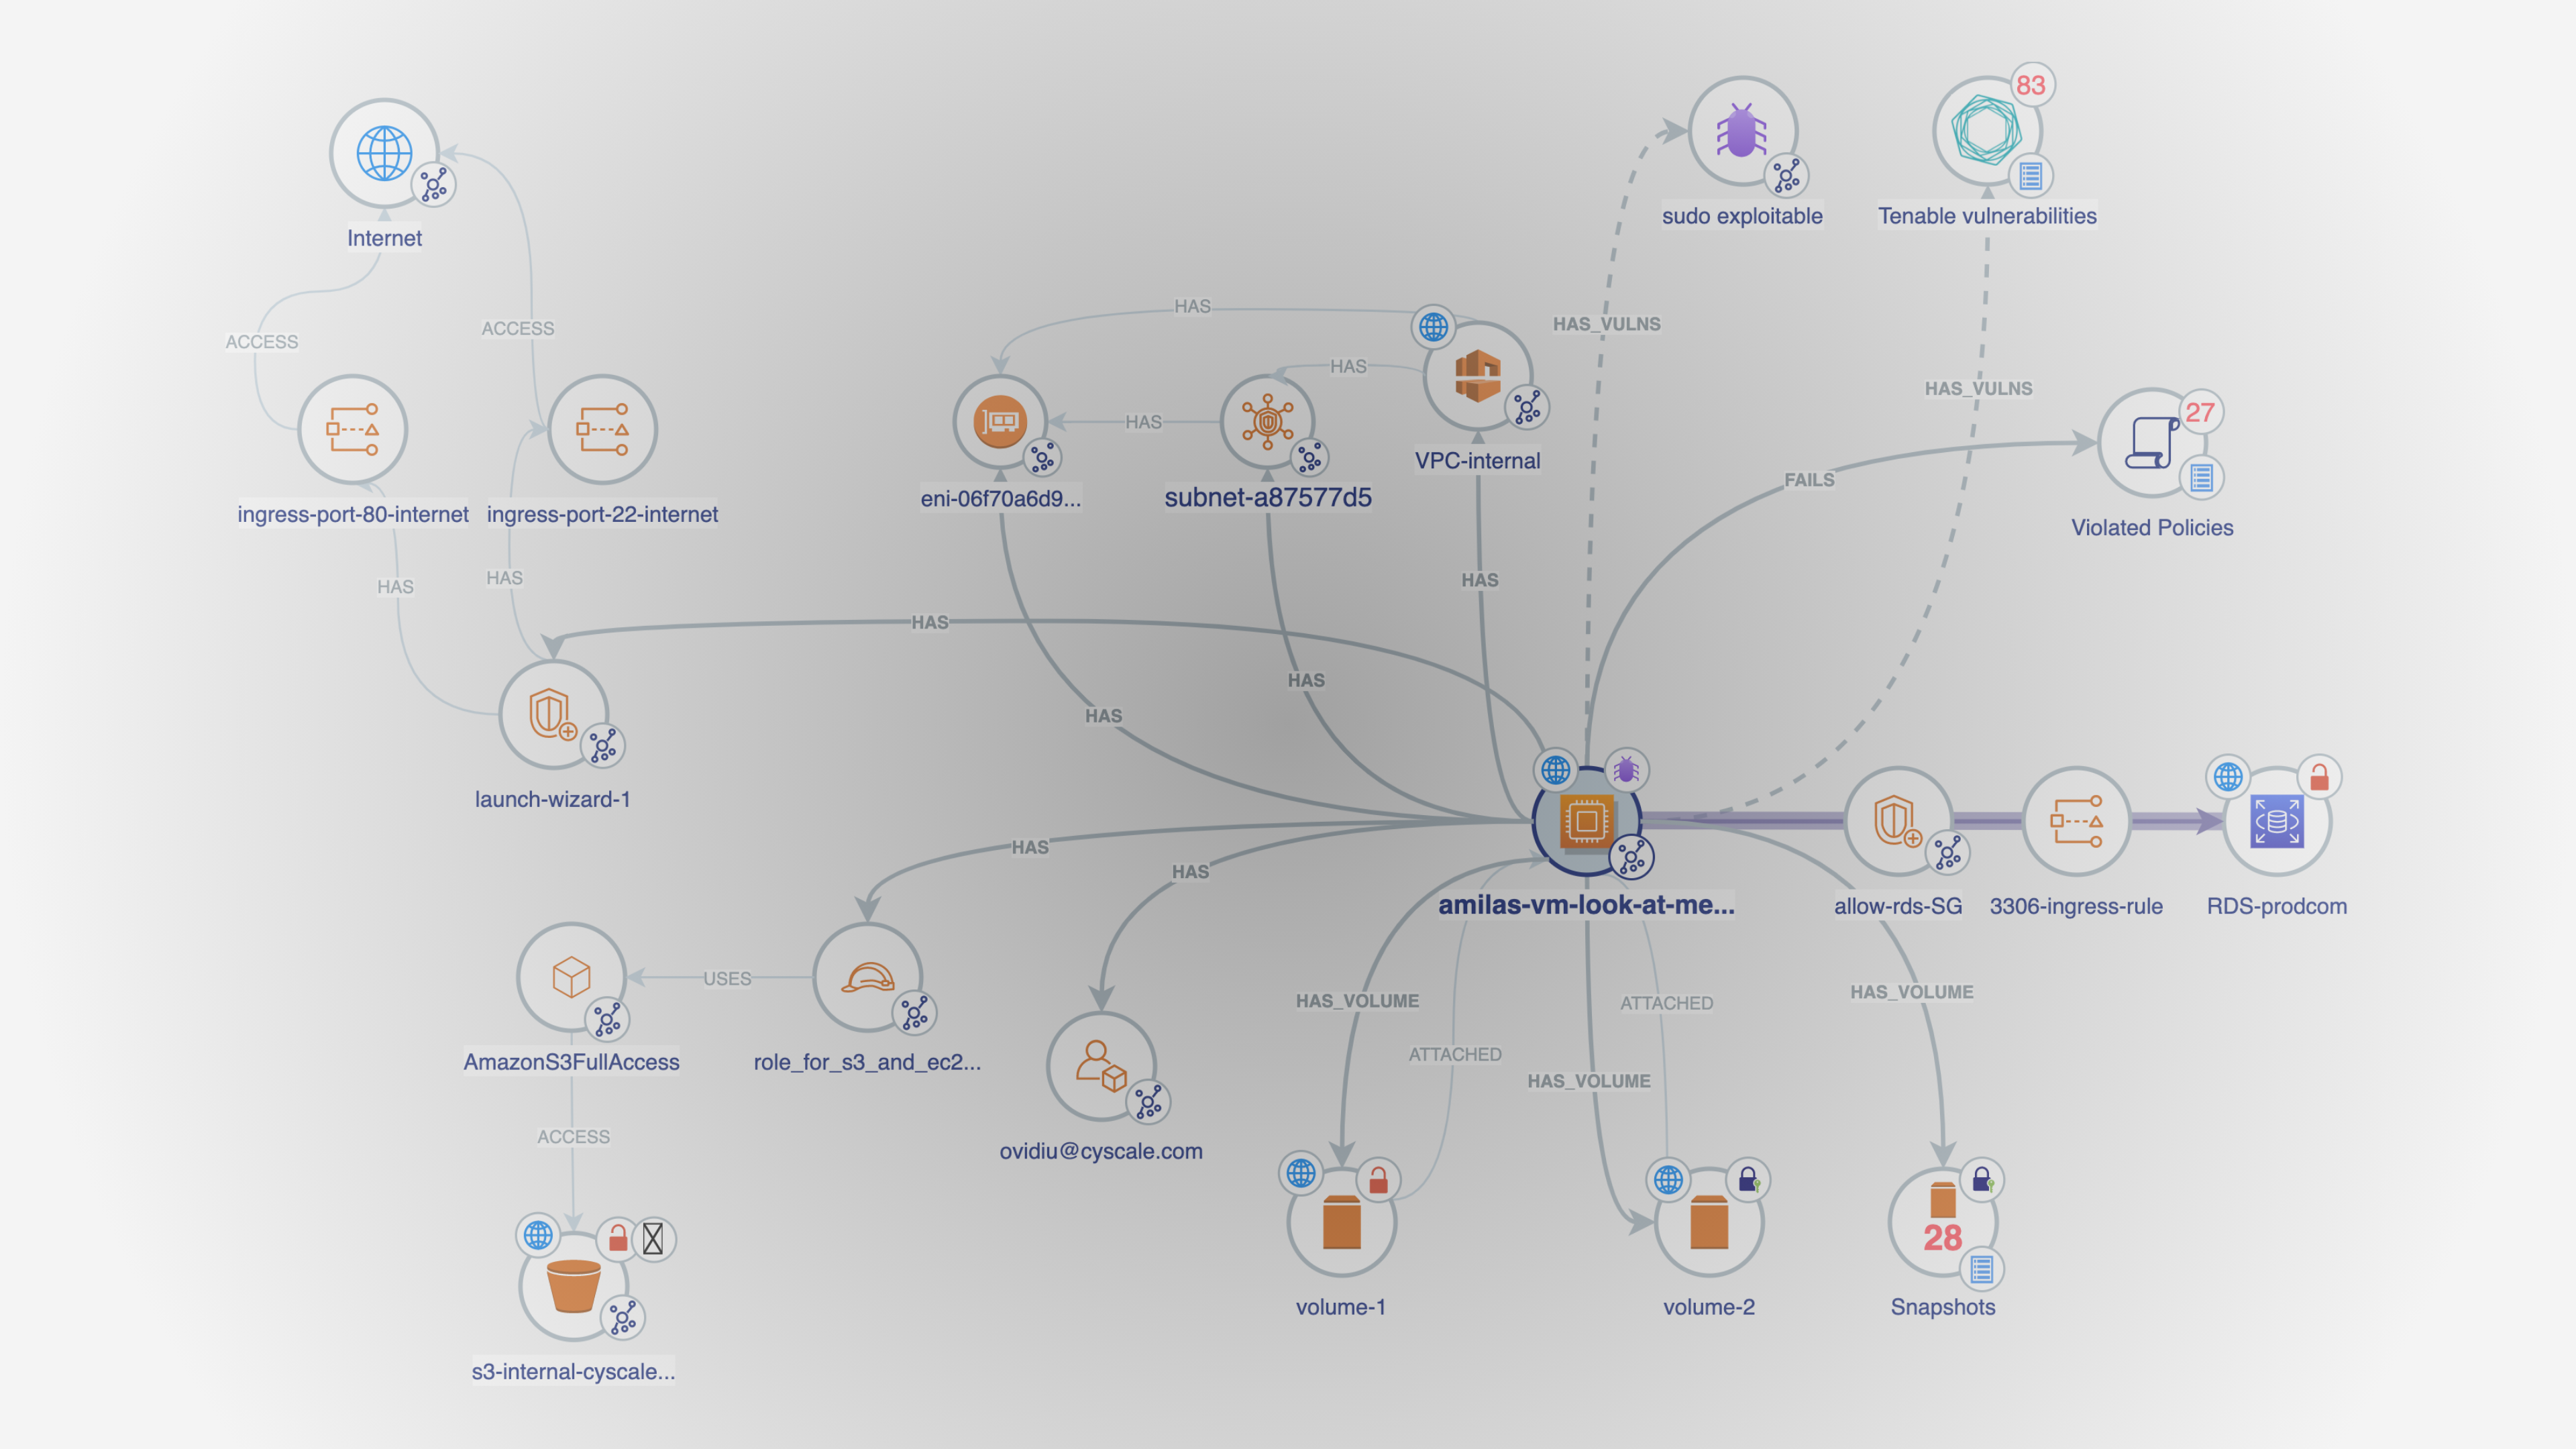 83
sudo exploitable
Tenable vulnerabilities
Internet
HAS
HAS_VULNS
ACCESS
ACCESS
HAS
HAS_VULNS
27
HAS
VPC-internal
FAILS
eni-06f70a6d9...
subnet-a87577d5
ingress-port-80-internet
ingress-port-22-internet
Violated Policies
HAS
HAS
HAS
HAS
HAS
HAS
launch-wizard-1
HAS
HAS
amilas-vm-look-at-me...
allow-rds-SG
3306-ingress-rule
RDS-prodcom
USES
HAS_VOLUME
ATTACHED
HAS_VOLUME
AmazonS3FullAccess
role_for_s3_and_ec2...
ATTACHED
HAS_VOLUME
ACCESS
ovidiu@cyscale.com
28
volume-1
volume-2
Snapshots
s3-internal-cyscale...